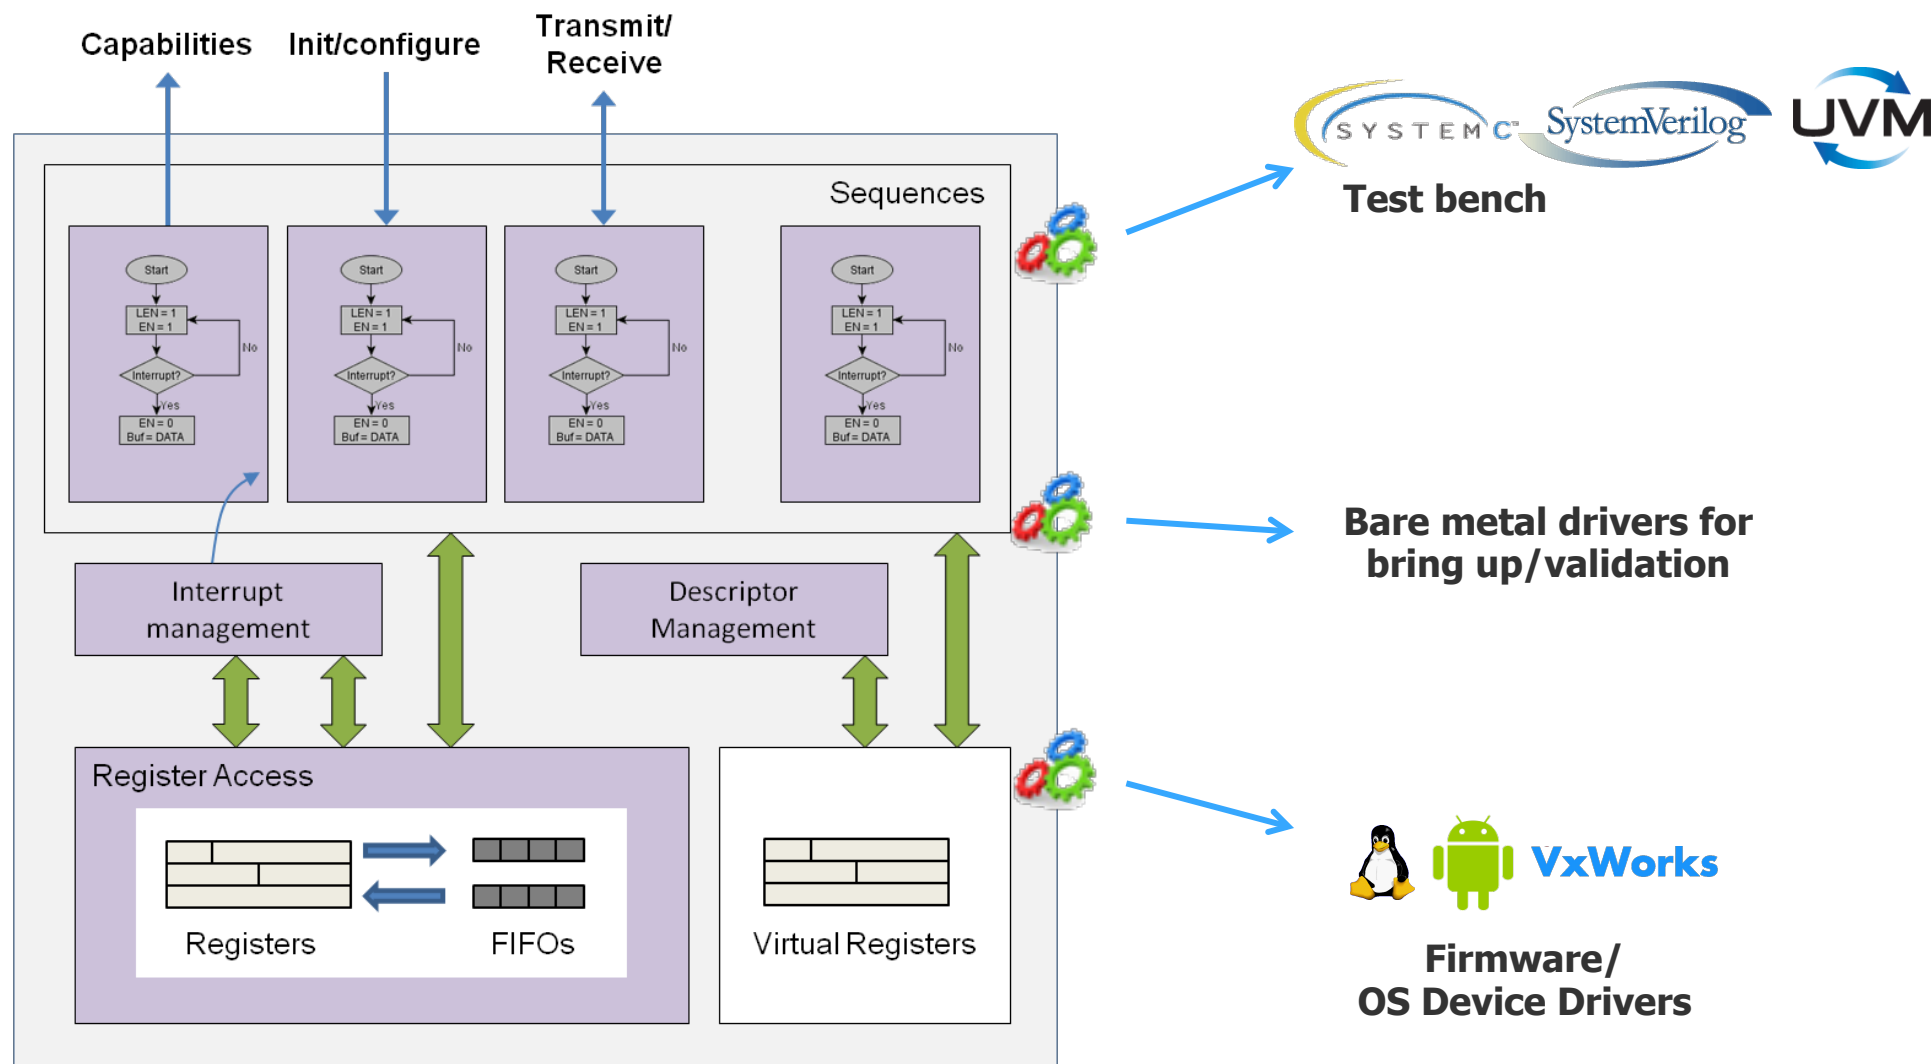 Capabilities
Init/configure
Transmit/
Receive
SYSTEM C™
SystemVerilog
UVM
Test bench
Sequences
Start
LEN = 1
EN = 1
No
Interrupt?
Yes
EN = 0
Buf = DATA
Start
LEN = 1
EN = 1
No
Interrupt?
Yes
EN = 0
Buf = DATA
Start
LEN = 1
EN = 1
No
Interrupt?
Yes
EN = 0
Buf = DATA
Start
LEN = 1
EN = 1
No
Interrupt?
Yes
EN = 0
Buf = DATA
Bare metal drivers for
bring up/validation
Interrupt
management
Descriptor
Management
Register Access
Registers
FIFOs
Virtual Registers
VxWorks
Firmware/
OS Device Drivers